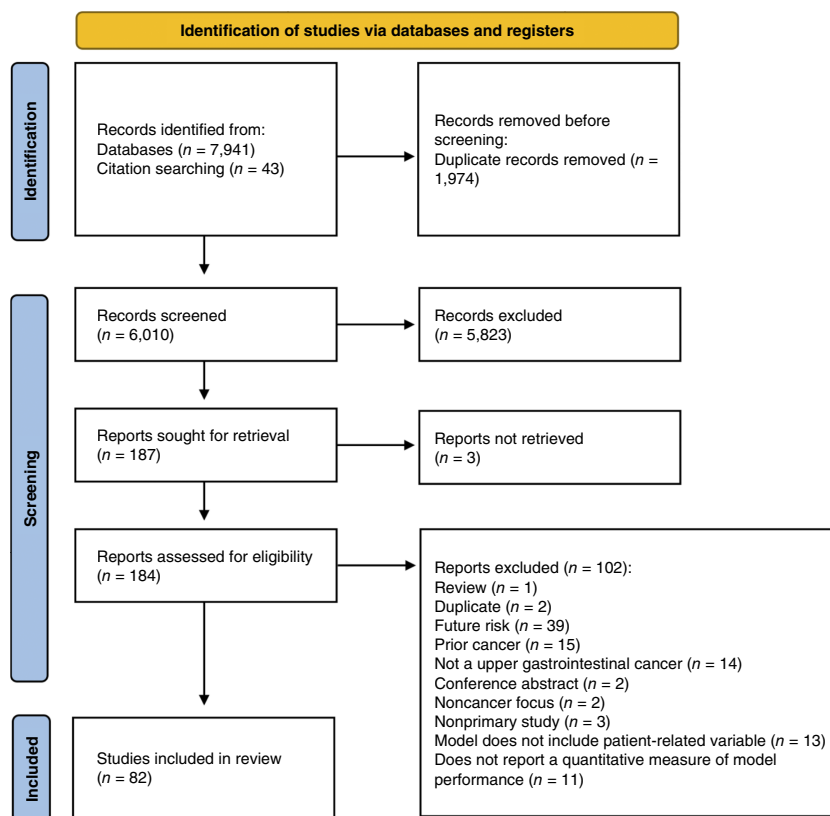 Identification of studies via databases and registers
Identification
Records identified from:
Databases (n = 7,941)
Citation searching (n = 43)
Records removed before
screening:
Duplicate records removed (n =
1,974)
Screening
Records screened
(n = 6,010)
Records excluded
(n = 5,823)
Reports sought for retrieval
(n = 187)
Reports not retrieved
(n = 3)
Reports assessed for eligibility
(n = 184)
Reports excluded (n = 102):
Review (n = 1)
Duplicate (n = 2)
Future risk (n = 39)
Prior cancer (n = 15)
Not a upper gastrointestinal cancer (n = 14)
Conference abstract (n = 2)
Noncancer focus (n = 2)
Nonprimary study (n = 3)
Model does not include patient-related variable (n = 13)
Does not report a quantitative measure of model
performance (n = 11)
Included
Studies included in review
(n = 82)